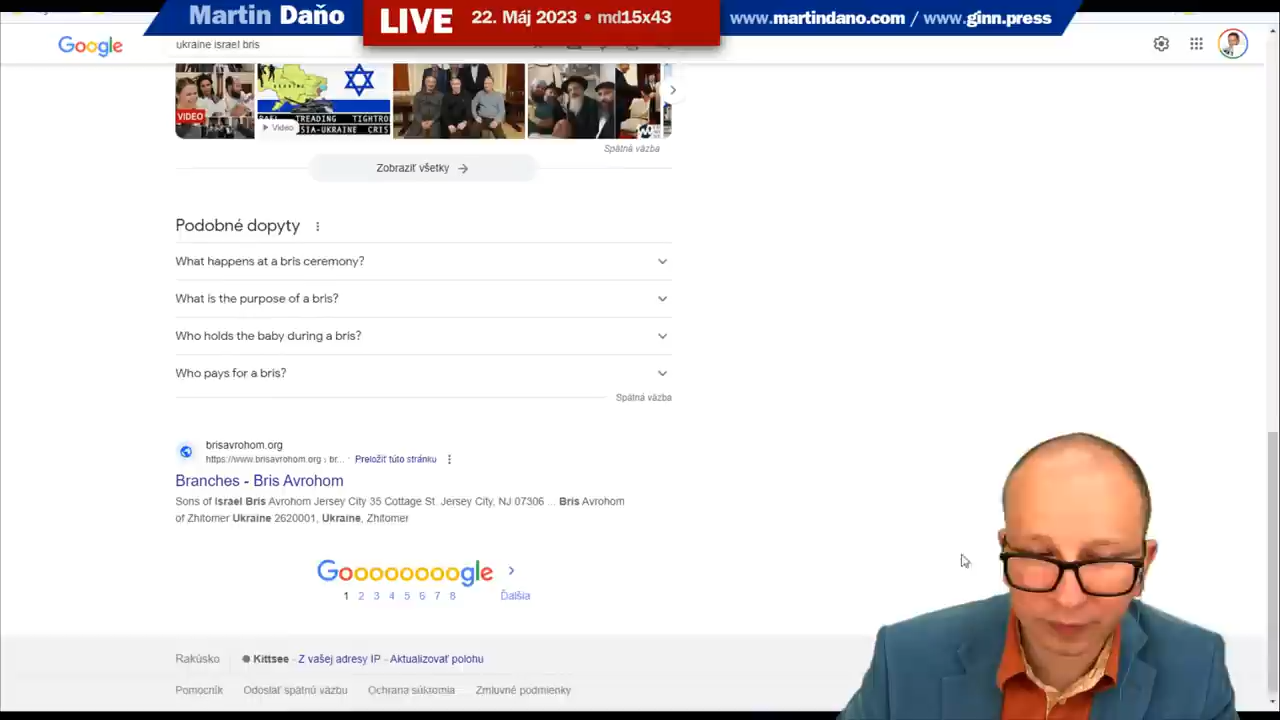 Martin Daňo
LIVE
22. Máj 2023 • md15x43
www.martindano.com / www.ginn.press
Google
ukraine israel bris
VIDEO
Video
Spätná väzba
Zobraziť všetky
Podobné dopyty
What happens at a bris ceremony?
What is the purpose of a bris?
Who holds the baby during a bris?
Who pays for a bris?
Spätná väzba
brisavrohom.org
https://www.brisavrohom.org › br... · Preložiť túto stránku
Branches - Bris Avrohom
Sons of Israel Bris Avrohom Jersey City 35 Cottage St. Jersey City, NJ 07306 ... Bris Avrohom
of Zhitomer Ukraine 2620001, Ukraine, Zhitomer
Goooooooogle
1 2 3 4 5 6 7 8 Ďalšia
Rakúsko
Kittsee - Z vašej adresy IP - Aktualizovať polohu
Pomocník Odoslať spätnú väzbu Ochrana súkromia Zmluvné podmienky